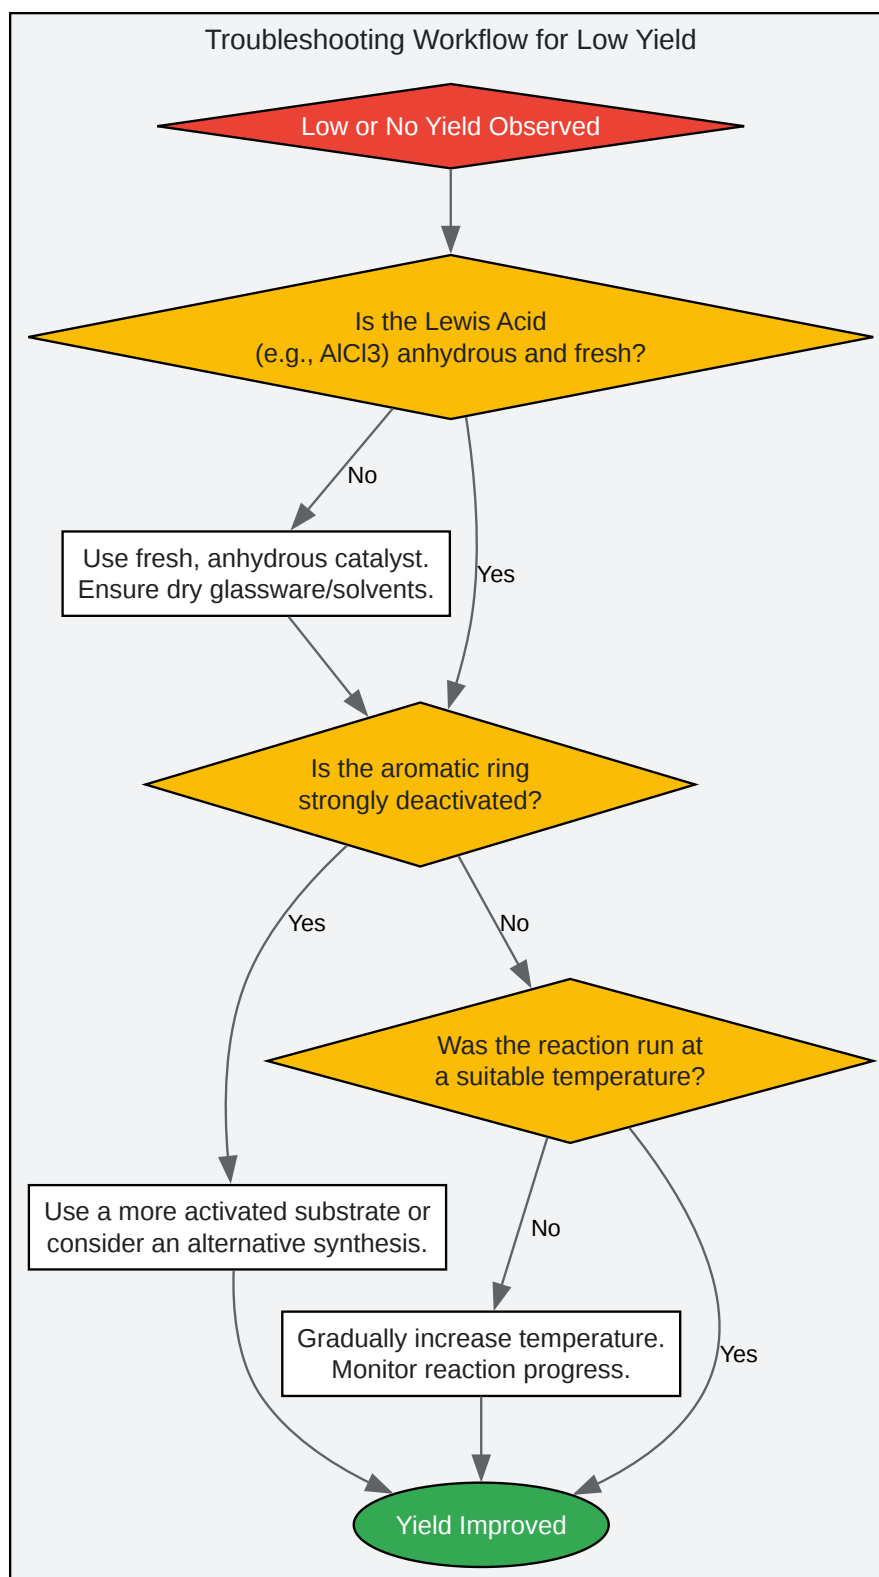 Troubleshooting Workflow for Low Yield
Low or No Yield Observed
Is the Lewis Acid
(e.g., AlCl3) anhydrous and fresh?
No
Use fresh, anhydrous catalyst.
Ensure dry glassware/solvents.
Yes
Is the aromatic ring
strongly deactivated?
Yes
No
Was the reaction run at
a suitable temperature?
Use a more activated substrate or
consider an alternative synthesis.
No
Gradually increase temperature.
Monitor reaction progress.
Yes
Yield Improved